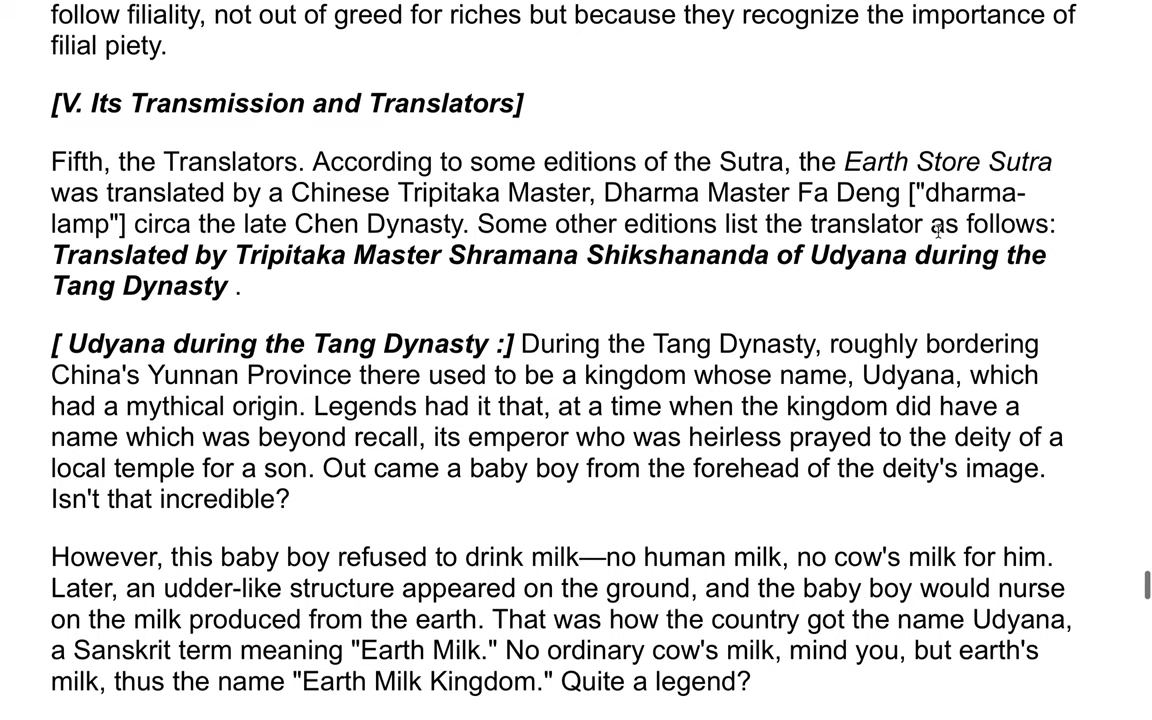 follow filiality, not out of greed for riches but because they recognize the importance of
filial piety.
[V. Its Transmission and Translators]
Fifth, the Translators. According to some editions of the Sutra, the Earth Store Sutra
was translated by a Chinese Tripitaka Master, Dharma Master Fa Deng ["dharma-
lamp"] circa the late Chen Dynasty. Some other editions list the translator as follows:
Translated by Tripitaka Master Shramana Shikshananda of Udyana during the
Tang Dynasty .
[ Udyana during the Tang Dynasty :] During the Tang Dynasty, roughly bordering
China's Yunnan Province there used to be a kingdom whose name, Udyana, which
had a mythical origin. Legends had it that, at a time when the kingdom did have a
name which was beyond recall, its emperor who was heirless prayed to the deity of a
local temple for a son. Out came a baby boy from the forehead of the deity's image.
Isn't that incredible?
However, this baby boy refused to drink milk—no human milk, no cow's milk for him.
Later, an udder-like structure appeared on the ground, and the baby boy would nurse
on the milk produced from the earth. That was how the country got the name Udyana,
a Sanskrit term meaning "Earth Milk." No ordinary cow's milk, mind you, but earth's
milk, thus the name "Earth Milk Kingdom." Quite a legend?